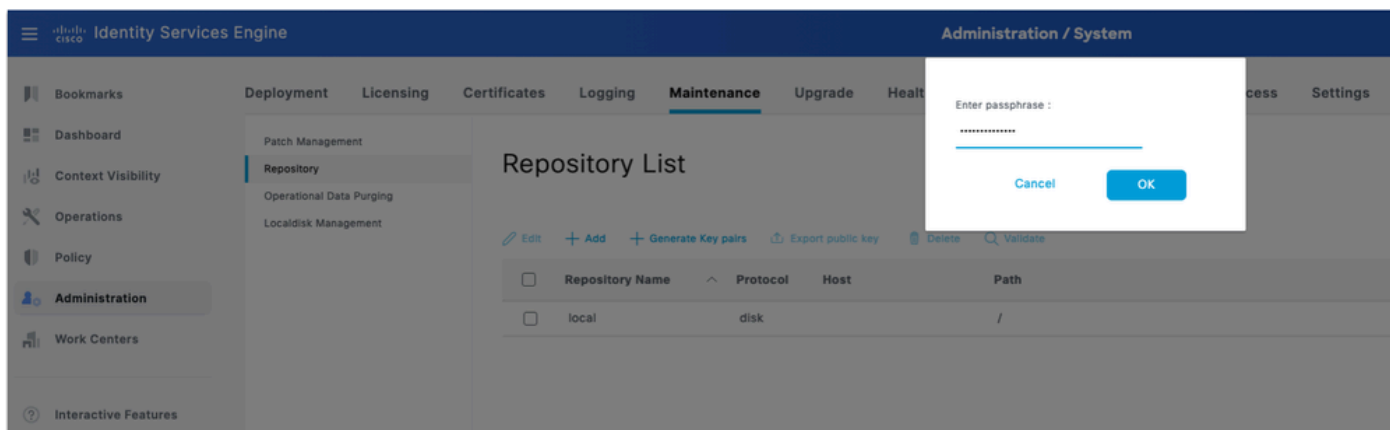 cisco Identity Services Engine
Administration / System
Bookmarks
Dashboard
Context Visibility
Operations
Policy
Administration
Work Centers
Interactive Features
Deployment Licensing Certificates Logging Maintenance Upgrade Healt cess Settings
Patch Management
Repository
Operational Data Purging
Localdisk Management
Repository List
Enter passphrase :
••••••••••••••
Cancel OK
Edit Add Generate Key pairs Export public key Delete Validate
Repository Name Protocol Host Path
local disk /